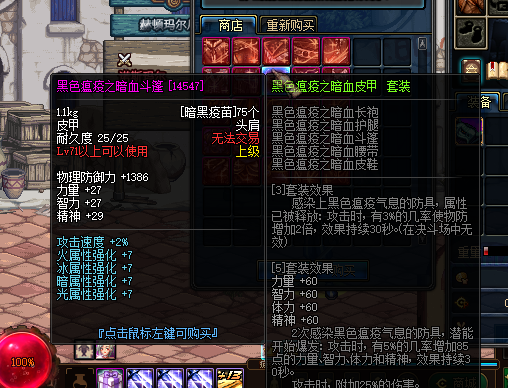 赫顿玛尔
商店
重新购买
黑色瘟疫之暗血斗篷 [14547]
11kg
[暗黑疫苗]75个
皮甲
头肩
耐久度 25/25
无法交易
Lv71以上可以使用
上级
物理防御力 +1386
力量 +27
智力 +27
精神 +29
攻击速度 +2%
火属性强化 +7
冰属性强化 +7
暗属性强化 +7
光属性强化 +7
『点击鼠标左键可购买』
黑色瘟疫之暗血皮甲 套装
黑色瘟疫之暗血长袍
黑色瘟疫之暗血护腿
黑色瘟疫之暗血斗篷
黑色瘟疫之暗血腰带
黑色瘟疫之暗血皮鞋
[3]套装效果
感染上黑色瘟疫气息的防具，属性
已被释放；攻击时，有3%的几率使物防
增加2倍，效果持续30秒。(在决斗场中无
效)
[5]套装效果
力量 +60
智力 +60
体力 +60
精神 +60
2次感染黑色瘟疫气息的防具，潜能
开始爆发；攻击时，有5%的几率增加85
点的力量、智力、体力和精神，效果持续3
0秒。
攻击时，附加25%的伤害。
装备
重量
100%